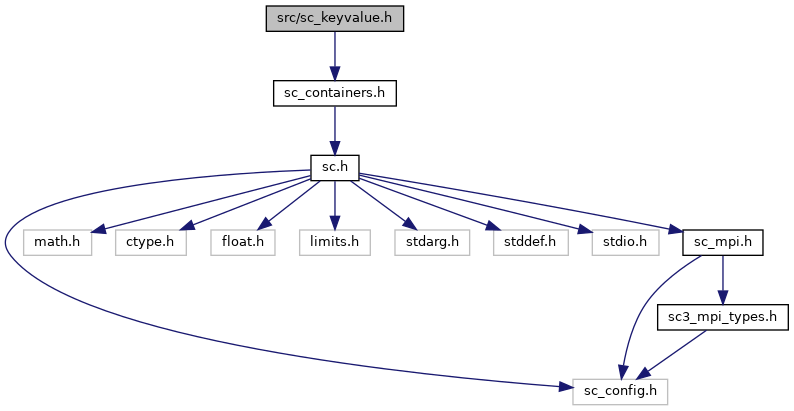 src/sc_keyvalue.h
sc_containers.h
sc.h
math.h
ctype.h
float.h
limits.h
stdarg.h
stddef.h
stdio.h
sc_mpi.h
sc3_mpi_types.h
sc_config.h